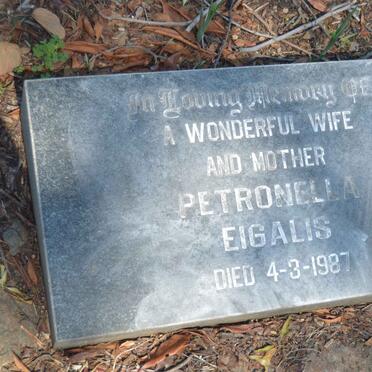 In Loving Memory Of
A WONDERFUL WIFE
AND MOTHER
PETRONELLA
EIGALIS
DIED 4-3-1987